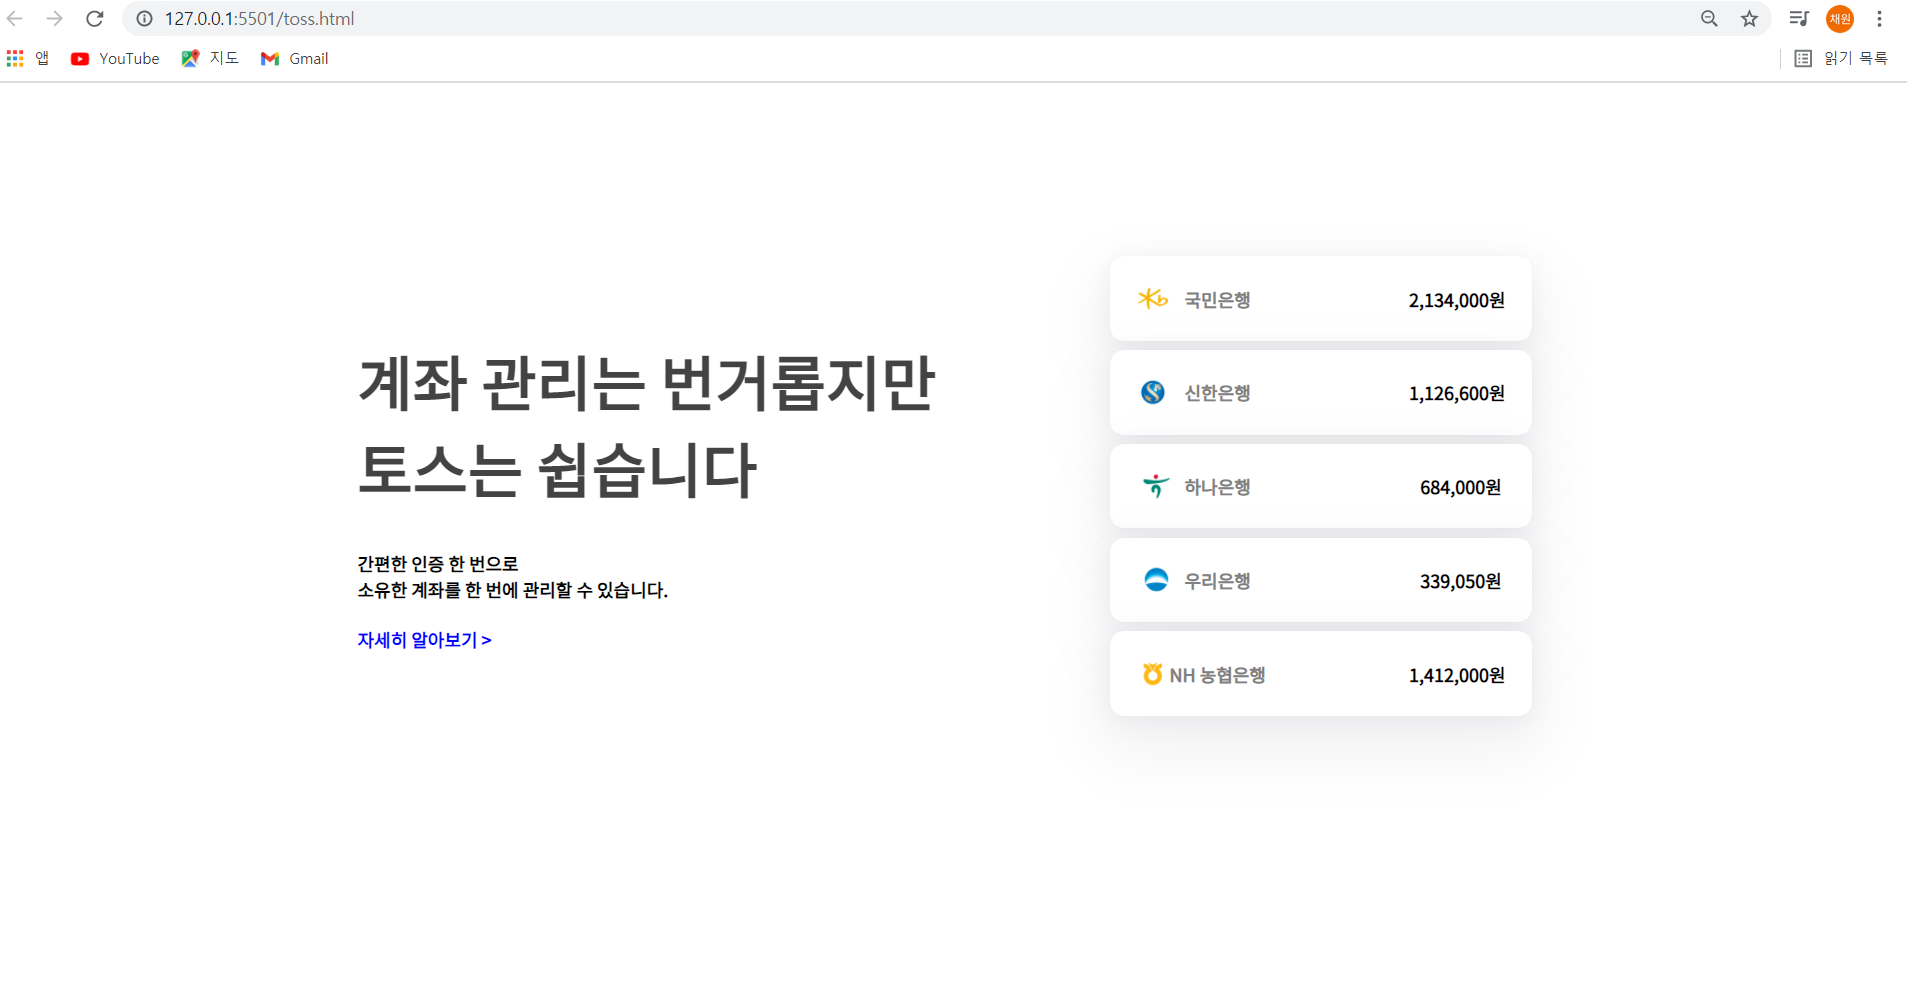 127.0.0.1:5501/toss.html
채원
앱 YouTube 지도 Gmail 읽기 목록
계좌 관리는 번거롭지만
토스는 쉽습니다
간편한 인증 한 번으로
소유한 계좌를 한 번에 관리할 수 있습니다.
자세히 알아보기 >
국민은행 2,134,000원
신한은행 1,126,600원
하나은행 684,000원
우리은행 339,050원
NH 농협은행 1,412,000원